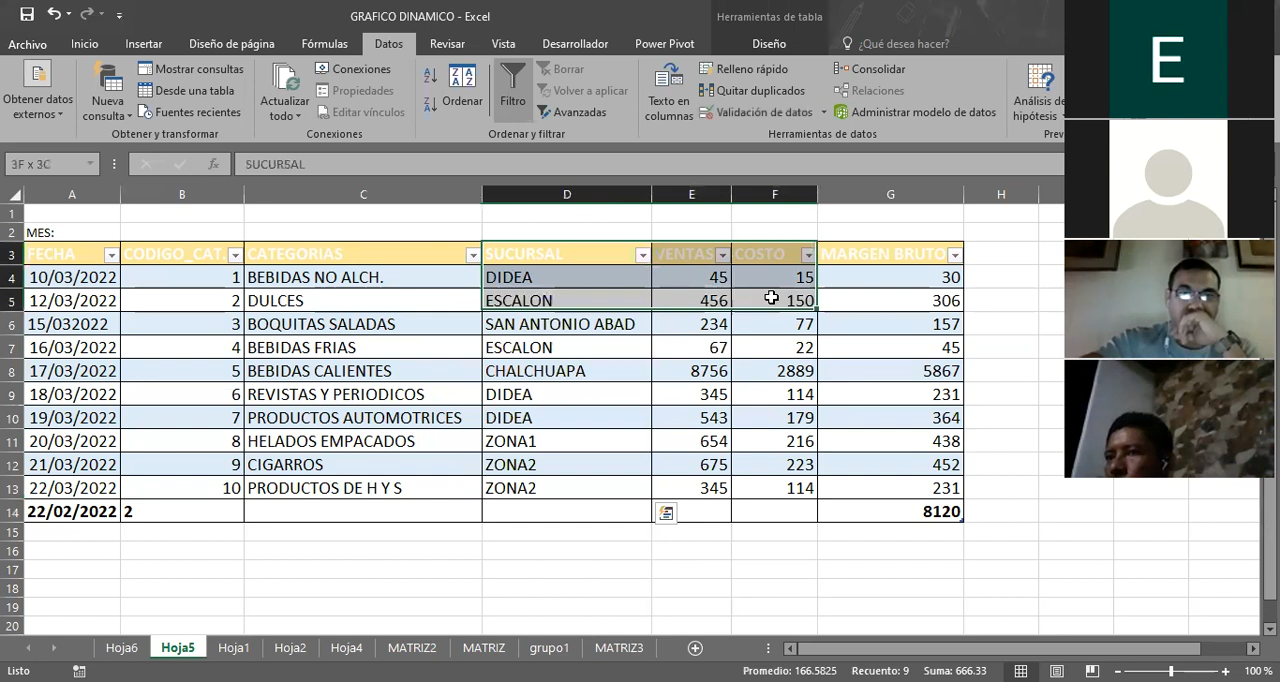 GRAFICO DINAMICO - Excel
Herramientas de tabla
Archivo Inicio Insertar Diseño de página Fórmulas Datos Revisar Vista Desarrollador Power Pivot Diseño ¿Qué desea hacer?
Obtener datos externos
Nueva consulta
Mostrar consultas
Desde una tabla
Fuentes recientes
Obtener y transformar
Actualizar todo
Conexiones
Propiedades
Editar vínculos
Conexiones
Ordenar
Filtro
Borrar
Volver a aplicar
Avanzadas
Ordenar y filtrar
Texto en columnas
Relleno rápido
Quitar duplicados
Validación de datos
Consolidar
Relaciones
Administrar modelo de datos
Herramientas de datos
Análisis de hipótesis
Prev
E
3F x 3C fx SUCURSAL
A B C D E F G H
1
2 MES:
3 FECHA CODIGO_CAT. CATEGORIAS SUCURSAL VENTAS COSTO MARGEN BRUTO
4 10/03/2022 1 BEBIDAS NO ALCH. DIDEA 45 15 30
5 12/03/2022 2 DULCES ESCALON 456 150 306
6 15/032022 3 BOQUITAS SALADAS SAN ANTONIO ABAD 234 77 157
7 16/03/2022 4 BEBIDAS FRIAS ESCALON 67 22 45
8 17/03/2022 5 BEBIDAS CALIENTES CHALCHUAPA 8756 2889 5867
9 18/03/2022 6 REVISTAS Y PERIODICOS DIDEA 345 114 231
10 19/03/2022 7 PRODUCTOS AUTOMOTRICES DIDEA 543 179 364
11 20/03/2022 8 HELADOS EMPACADOS ZONA1 654 216 438
12 21/03/2022 9 CIGARROS ZONA2 675 223 452
13 22/03/2022 10 PRODUCTOS DE H Y S ZONA2 345 114 231
14 22/02/2022 2 8120
15
16
17
18
19
20
Hoja6 Hoja5 Hoja1 Hoja2 Hoja4 MATRIZ2 MATRIZ grupo1 MATRIZ3
Listo Promedio: 166.5825 Recuento: 9 Suma: 666.33 100 %